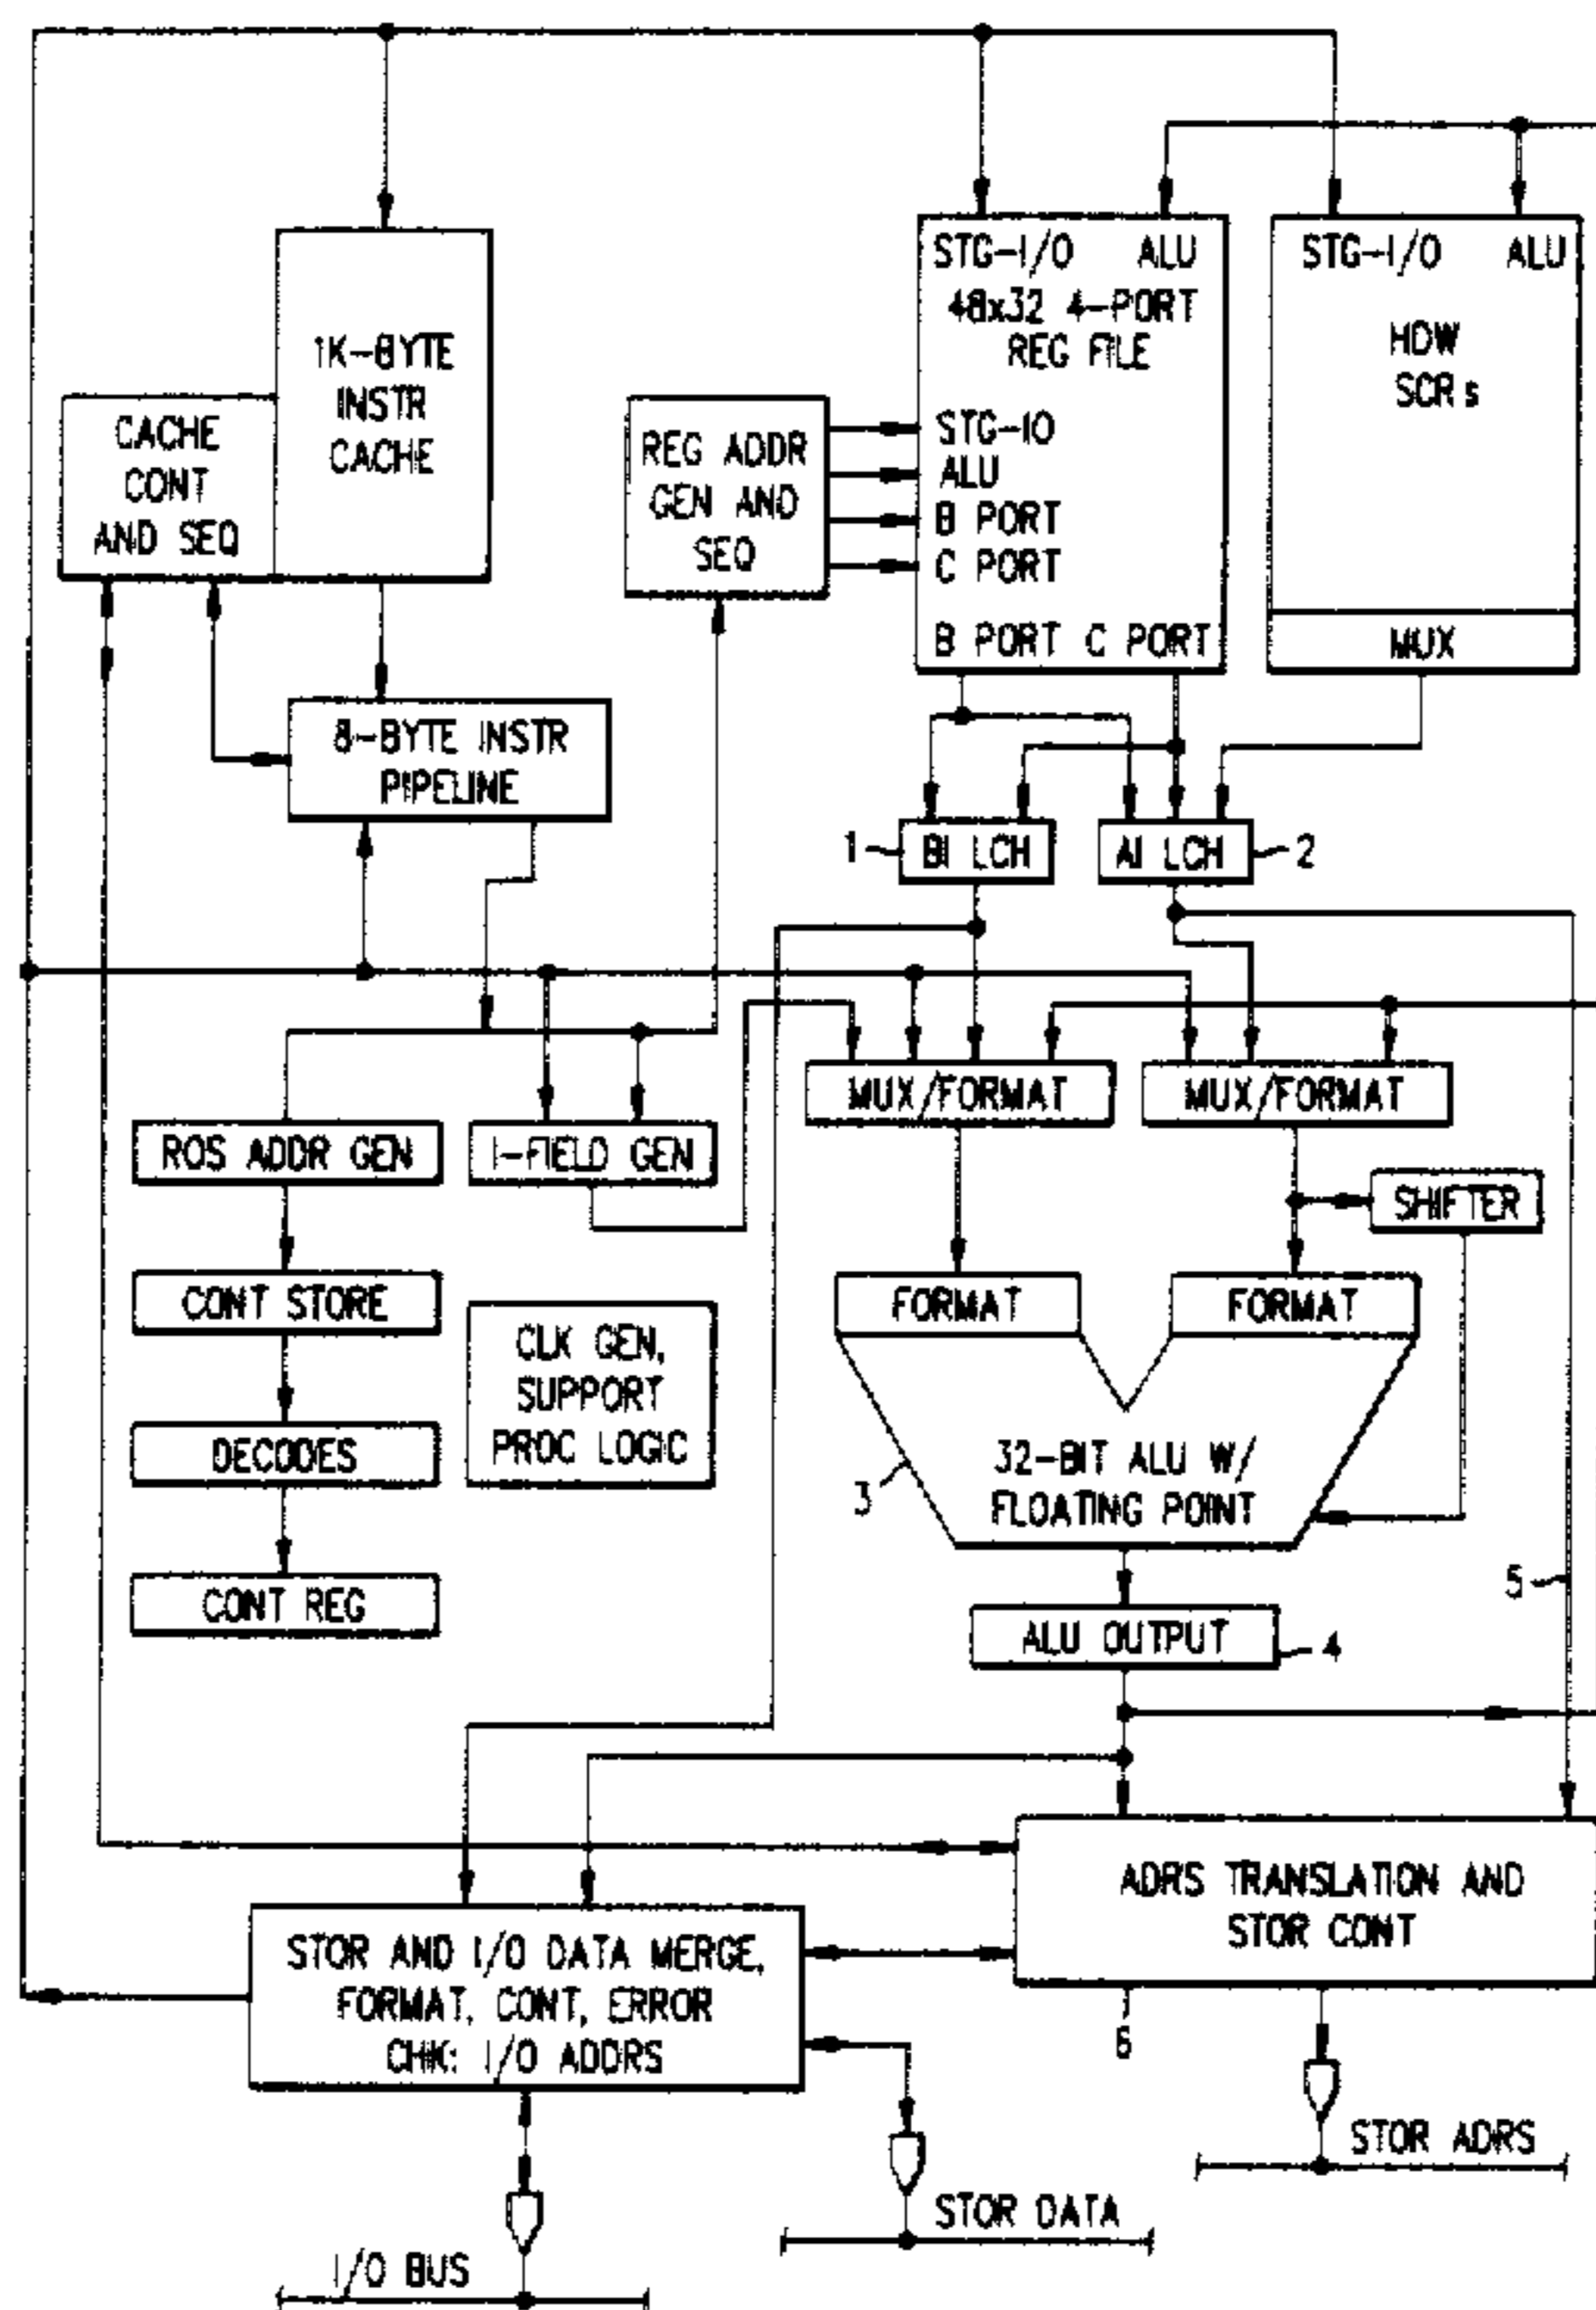 STG-I/O ALU
48x32 4-PORT
REG FILE
STG-IO
ALU
B PORT
C PORT
B PORT C PORT
STG-I/O ALU
HDW
SCRs
MUX
1K-BYTE
INSTR
CACHE
CACHE
CONT
AND SEQ
REG ADDR
GEN AND
SEQ
8-BYTE INSTR
PIPELINE
1
BI LCH
AI LCH
2
MUX/FORMAT
MUX/FORMAT
ROS ADDR GEN
I-FIELD GEN
SHIFTER
CONT STORE
CLK GEN,
SUPPORT
PROC LOGIC
FORMAT
FORMAT
DECODES
32-BIT ALU W/
FLOATING POINT
3
CONT REG
5
ALU OUTPUT
4
ADRS TRANSLATION AND
STOR CONT
6
STOR AND I/O DATA MERGE,
FORMAT, CONT, ERROR
CHK: I/O ADDRS
STOR ADRS
STOR DATA
I/O BUS